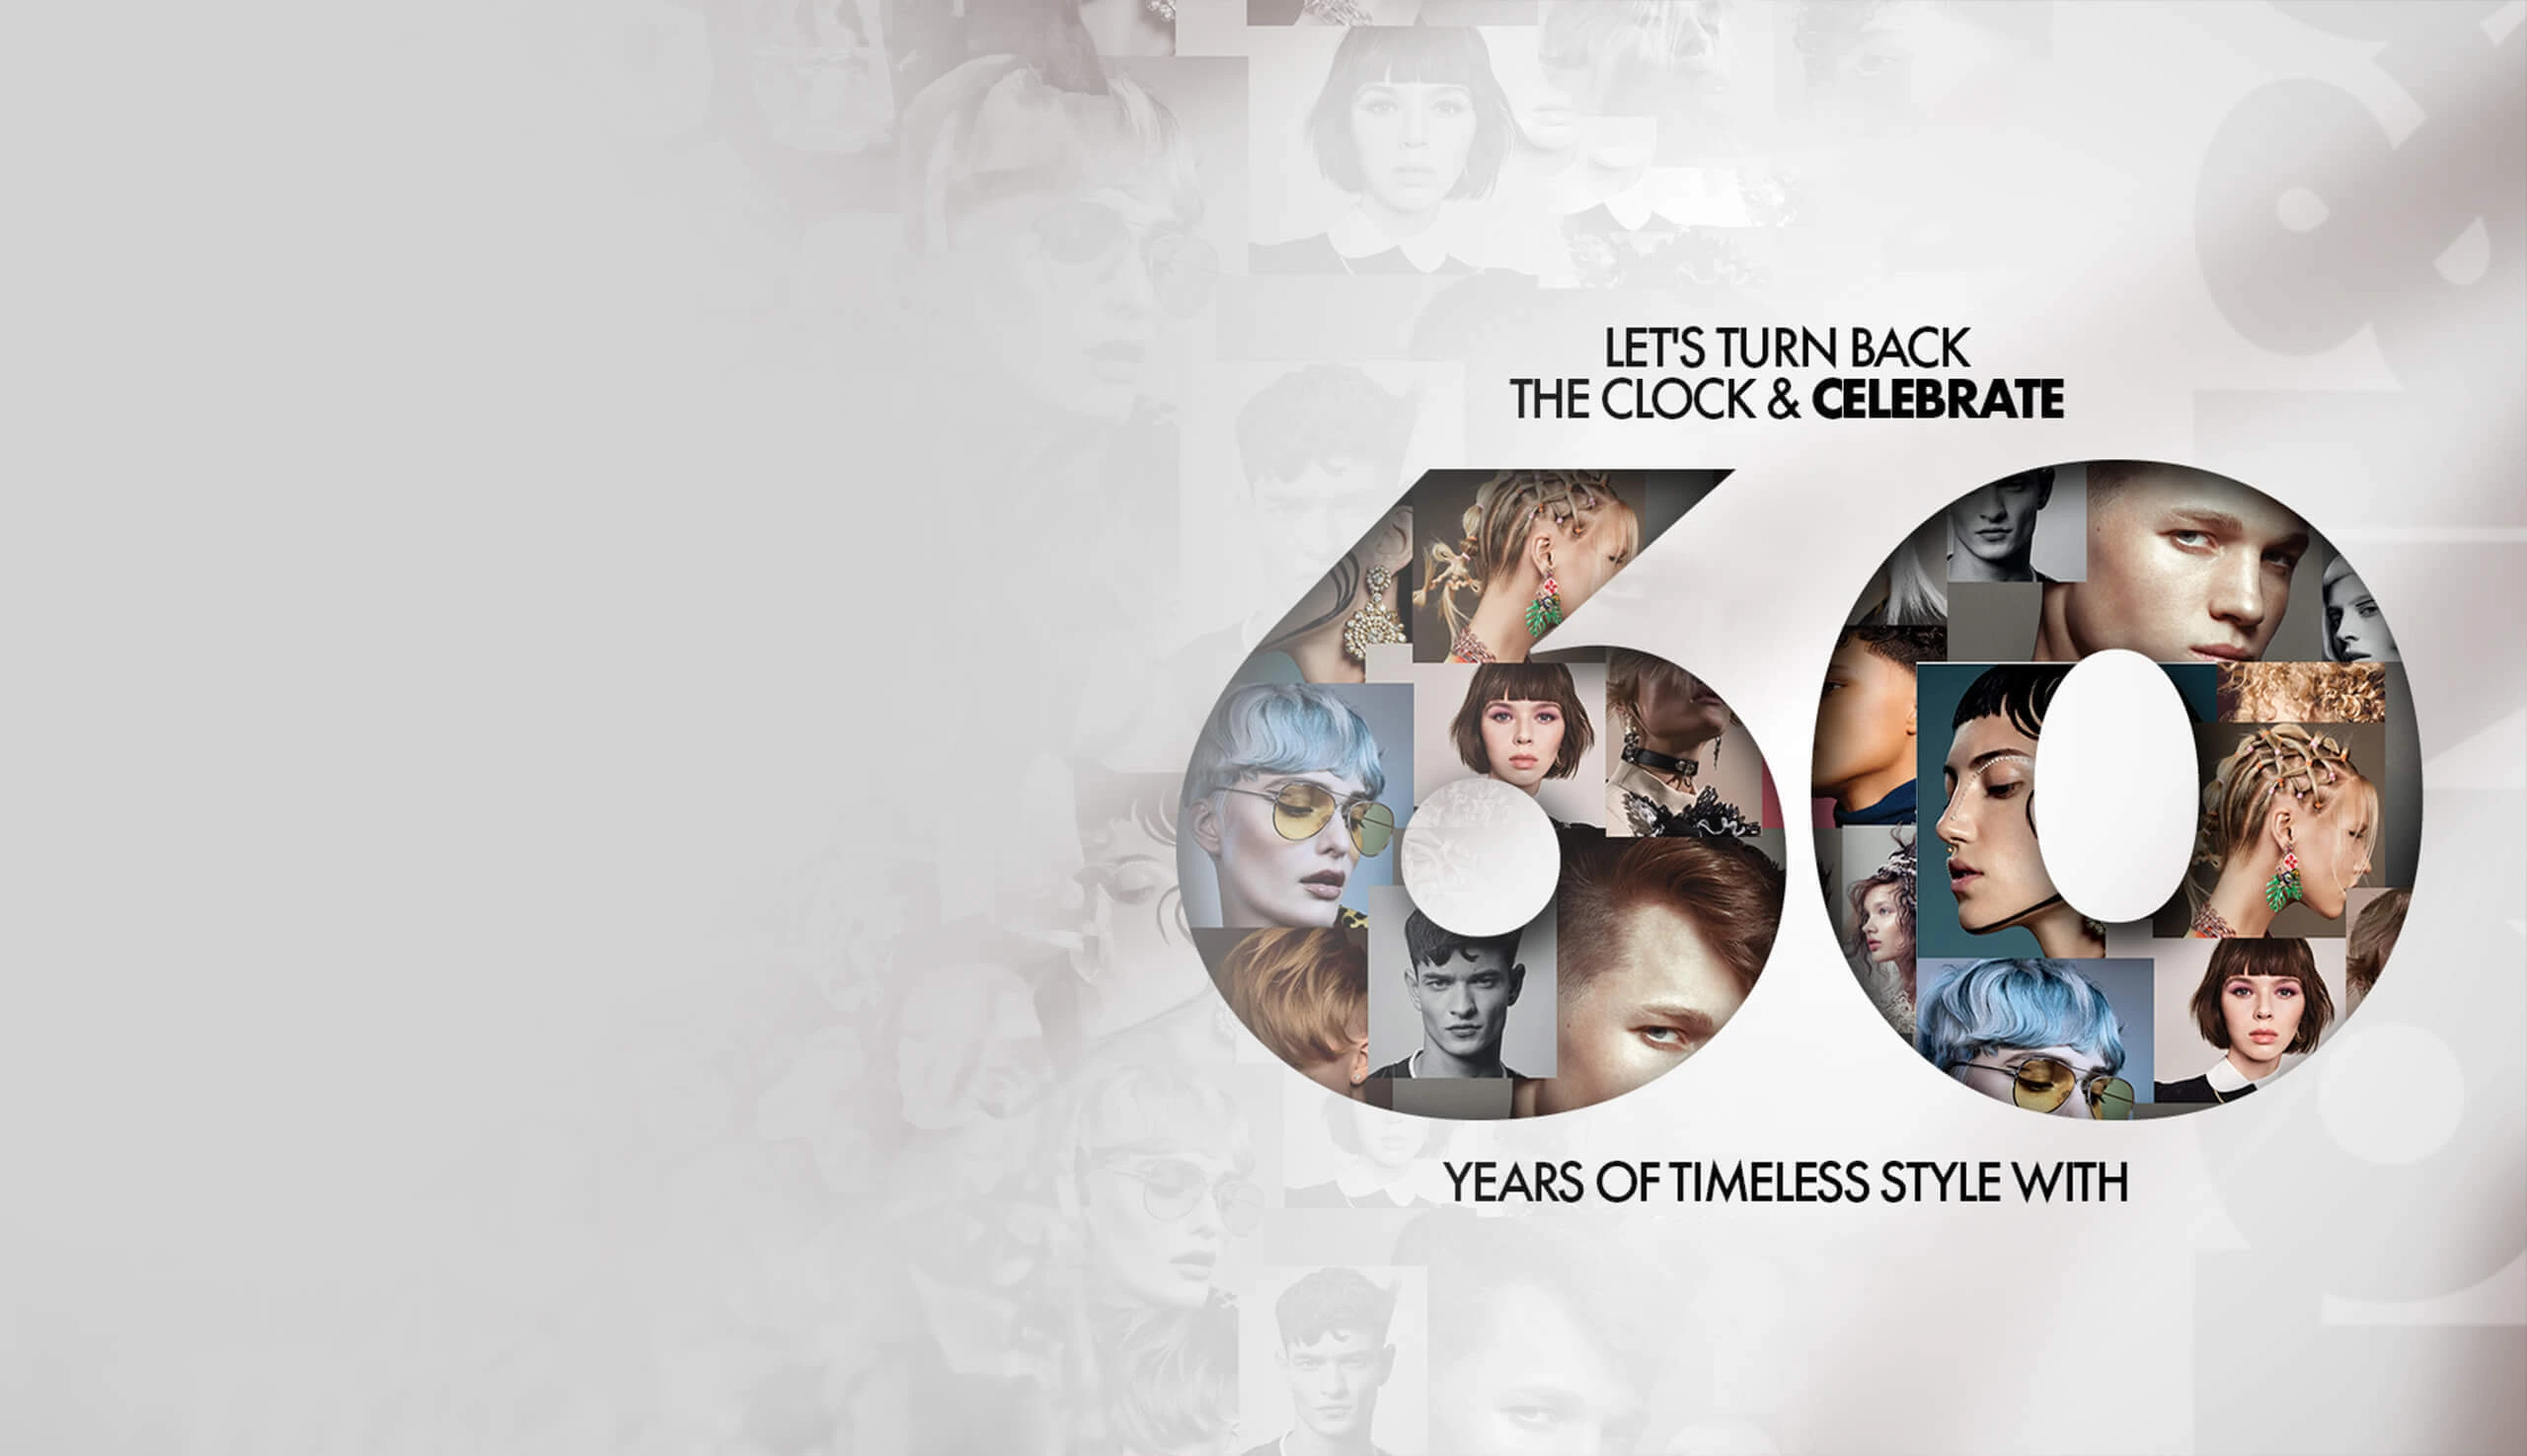 LET'S TURN BACK
THE CLOCK & CELEBRATE
60
YEARS OF TIMELESS STYLE WITH